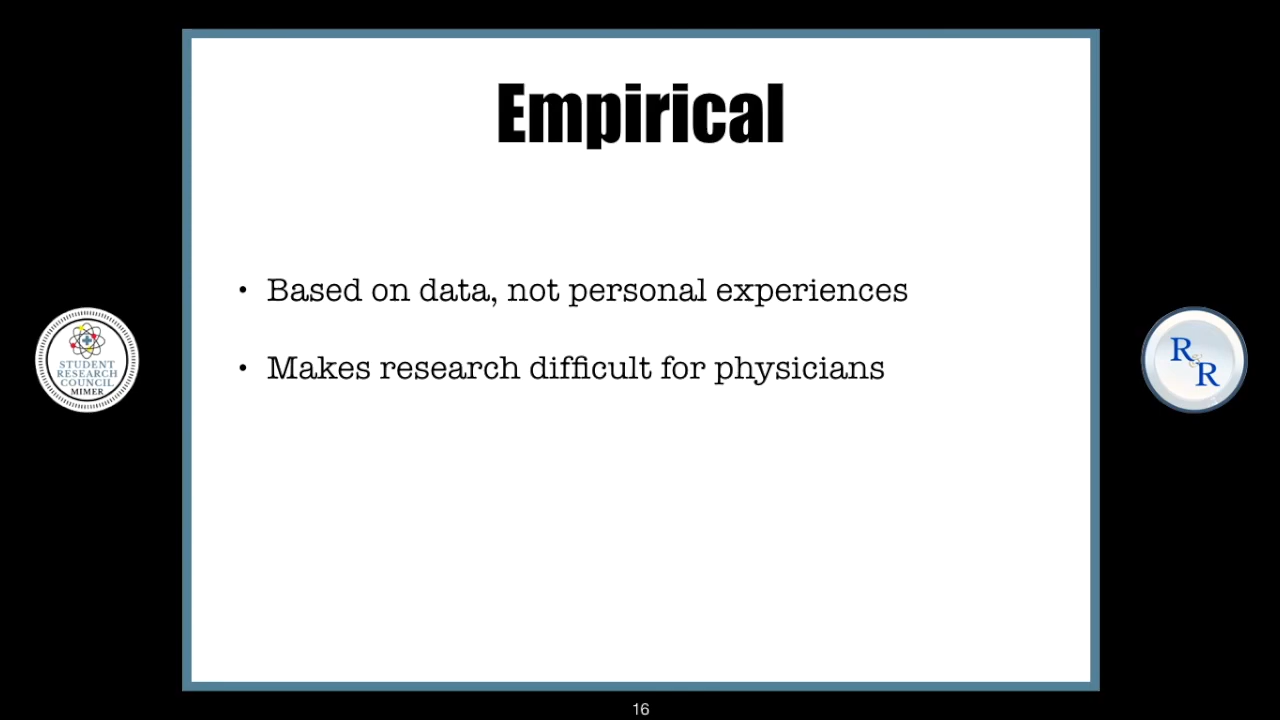 Empirical
• Based on data, not personal experiences
• Makes research difficult for physicians
STUDENT
RESEARCH
COUNCIL
MIMER
R
&
R
16